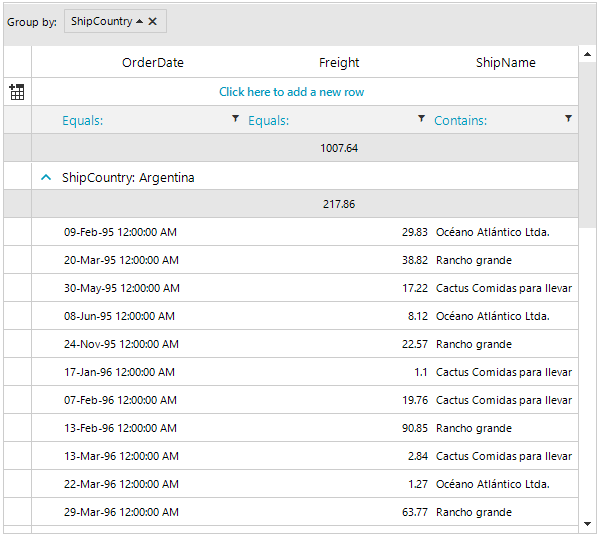 Group by: ShipCountry
OrderDate Freight ShipName
Click here to add a new row
Equals: Equals: Contains:
1007.64
ShipCountry: Argentina
217.86
09-Feb-95 12:00:00 AM 29.83 Océano Atlántico Ltda.
20-Mar-95 12:00:00 AM 38.82 Rancho grande
30-May-95 12:00:00 AM 17.22 Cactus Comidas para llevar
08-Jun-95 12:00:00 AM 8.12 Océano Atlántico Ltda.
24-Nov-95 12:00:00 AM 22.57 Rancho grande
17-Jan-96 12:00:00 AM 1.1 Cactus Comidas para llevar
07-Feb-96 12:00:00 AM 19.76 Cactus Comidas para llevar
13-Feb-96 12:00:00 AM 90.85 Rancho grande
13-Mar-96 12:00:00 AM 2.84 Cactus Comidas para llevar
22-Mar-96 12:00:00 AM 1.27 Océano Atlántico Ltda.
29-Mar-96 12:00:00 AM 63.77 Rancho grande